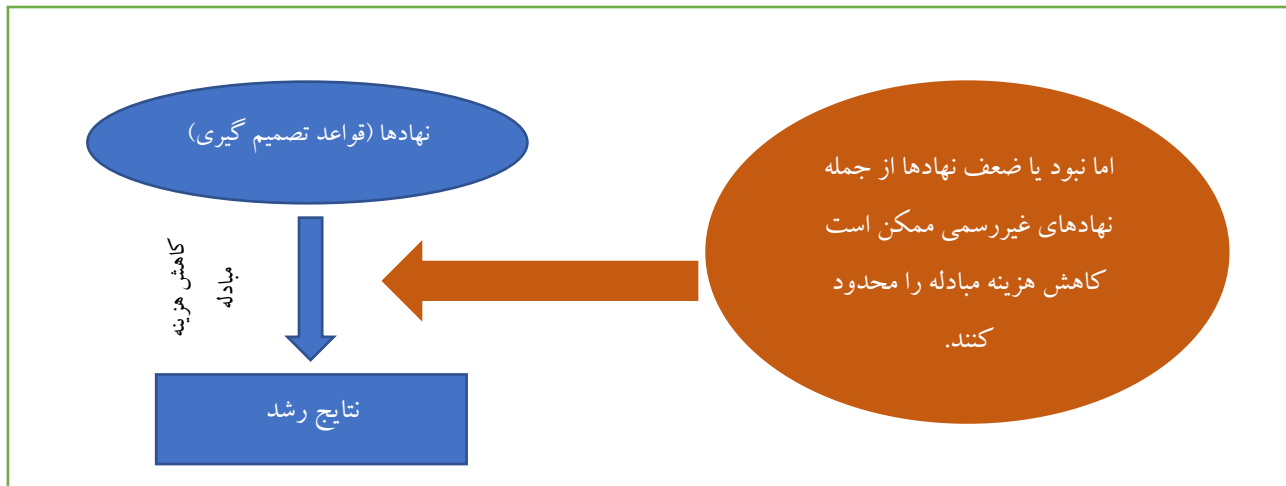 نهادها (قواعد تصمیم گیری)
کاهش هزینه
مبادله
نتایج رشد
اما نبود یا ضعف نهادها از جمله
نهادهای غیررسمی ممکن است
کاهش هزینه مبادله را محدود
کنند.